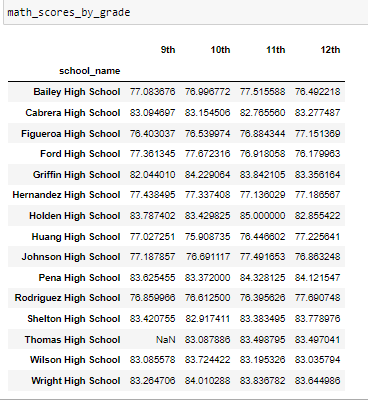 math_scores_by_grade
9th 10th 11th 12th
school_name
Bailey High School 77.083676 76.996772 77.515588 76.492218
Cabrera High School 83.094697 83.154506 82.765560 83.277487
Figueroa High School 76.403037 76.539974 76.884344 77.151369
Ford High School 77.361345 77.672316 76.918058 76.179963
Griffin High School 82.044010 84.229064 83.842105 83.356164
Hernandez High School 77.438495 77.337408 77.136029 77.186567
Holden High School 83.787402 83.429825 85.000000 82.855422
Huang High School 77.027251 75.908735 76.446602 77.225641
Johnson High School 77.187857 76.691117 77.491653 76.863248
Pena High School 83.625455 83.372000 84.328125 84.121547
Rodriguez High School 76.859966 76.612500 76.395626 77.690748
Shelton High School 83.420755 82.917411 83.383495 83.778976
Thomas High School NaN 83.087886 83.498795 83.497041
Wilson High School 83.085578 83.724422 83.195326 83.035794
Wright High School 83.264706 84.010288 83.836782 83.644986